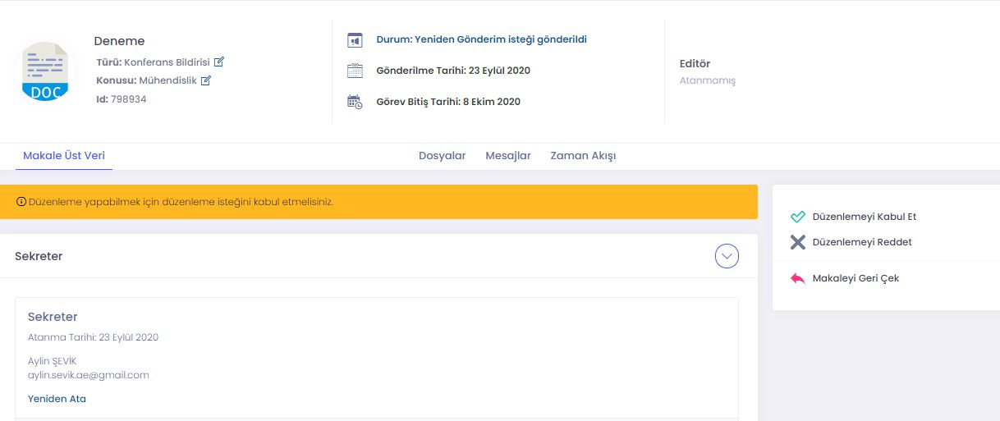 Deneme
Türü: Konferans Bildirisi
Konusu: Mühendislik
Id: 798934
DOC
Durum: Yeniden Gönderim isteği gönderildi
Gönderilme Tarihi: 23 Eylül 2020
Görev Bitiş Tarihi: 8 Ekim 2020
Editör
Atanmamış
Makale Üst Veri
Dosyalar
Mesajlar
Zaman Akışı
Düzenleme yapabilmek için düzenleme isteğini kabul etmelisiniz.
Düzenlemeyi Kabul Et
Düzenlemeyi Reddet
Makaleyi Geri Çek
Sekreter
Sekreter
Atanma Tarihi: 23 Eylül 2020
Aylin ŞEVİK
aylin.sevik.ae@gmail.com
Yeniden Ata